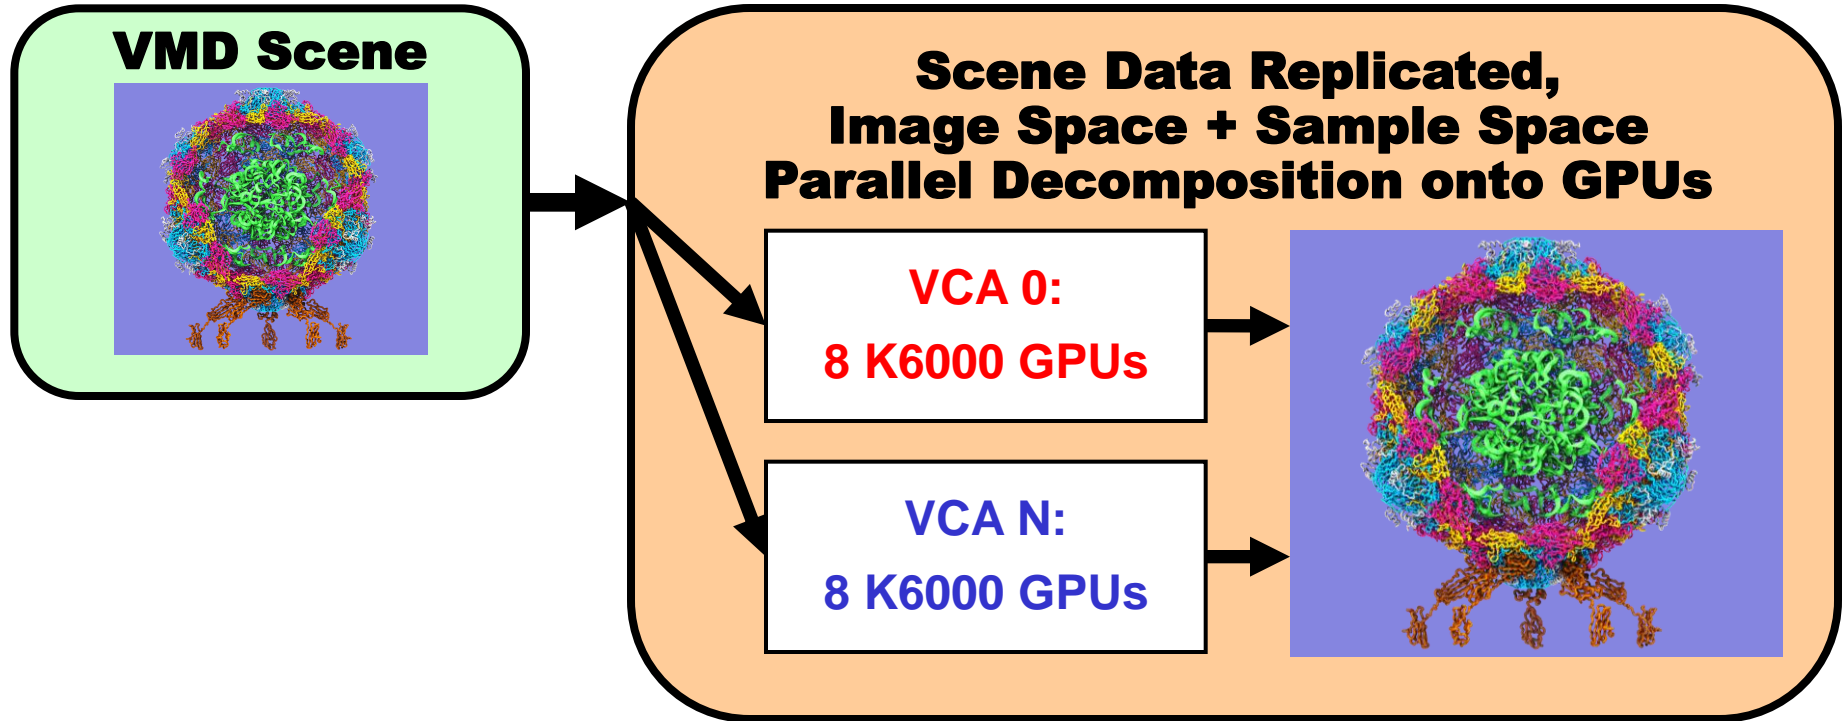 VMD Scene
Scene Data Replicated,
Image Space + Sample Space
Parallel Decomposition onto GPUs
VCA 0:
8 K6000 GPUs
VCA N:
8 K6000 GPUs